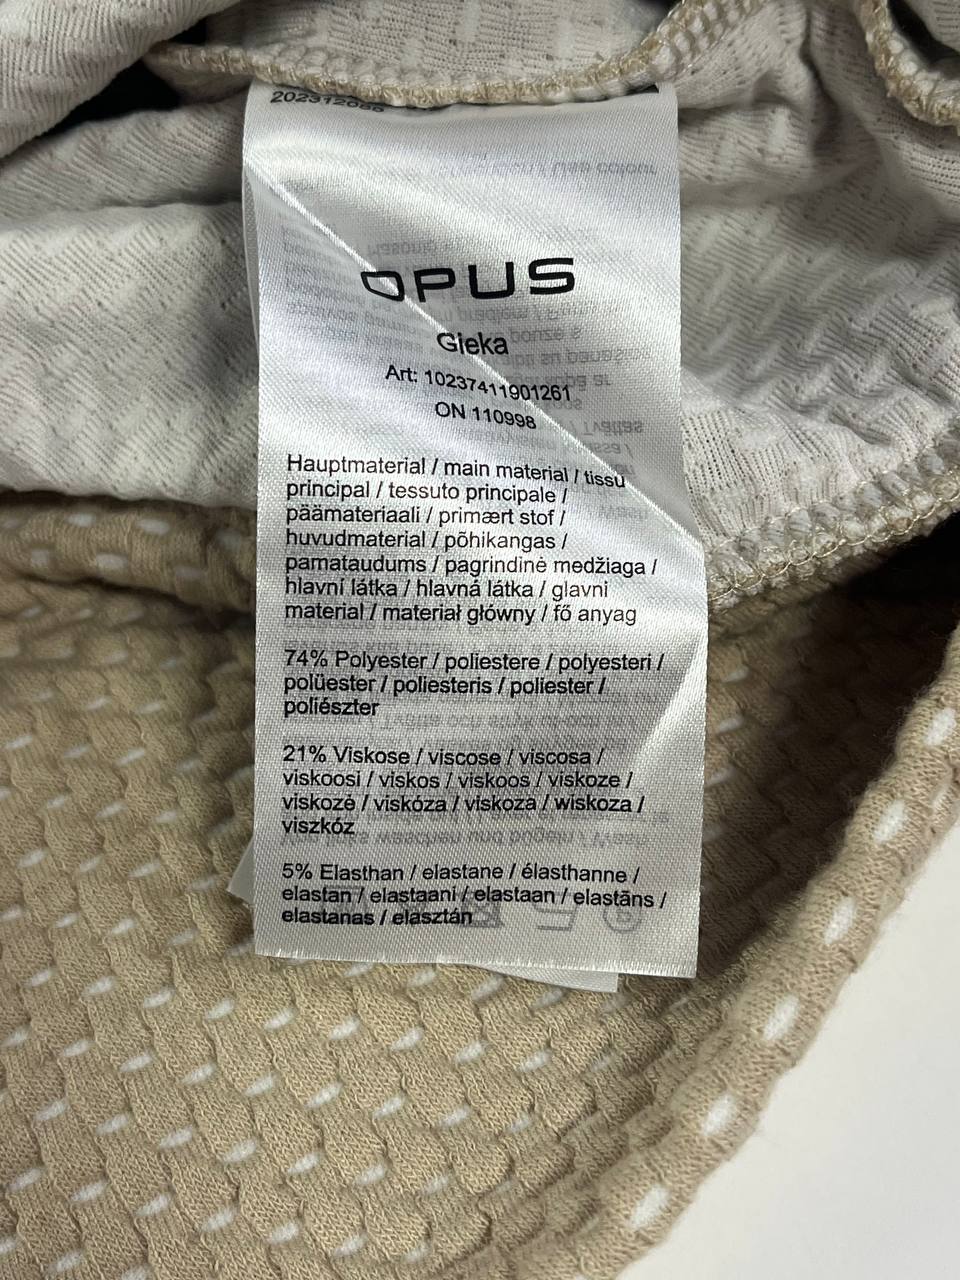 OPUS
Gieka
Art: 10237411901261
ON 110998
Hauptmaterial / main material / tissu
principal / tessuto principale /
päämateriaali / primært stof /
huvudmaterial / põhikangas /
pamataudums / pagrindinė medžiaga /
hlavní látka / hlavná látka / glavni
material / materiał główny / fő anyag
74% Polyester / poliestere / polyesteri /
polüester / poliesteris / poliester /
poliészter
21% Viskose / viscose / viscosa /
viskoosi / viskos / viskoos / viskoze /
viskozė / viskóza / viskoza / wiskoza /
viszkóz
5% Elasthan / elastane / élasthanne /
elastan / elastaani / elastaan / elastāns /
elastanas / elasztán